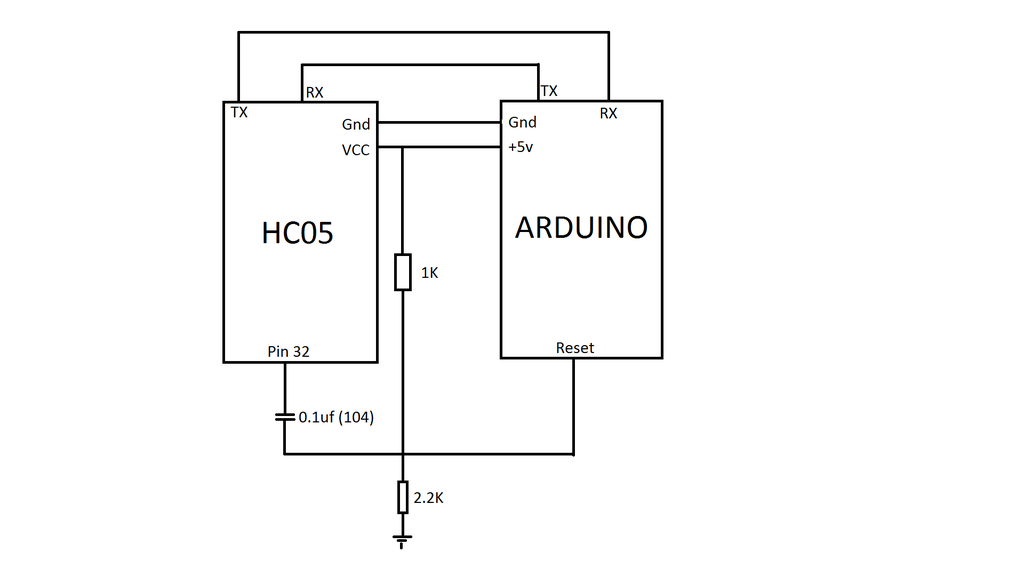 TX
RX
TX
RX
Gnd
Gnd
VCC
+5v
HC05
ARDUINO
1K
Pin 32
Reset
0.1uf (104)
2.2K